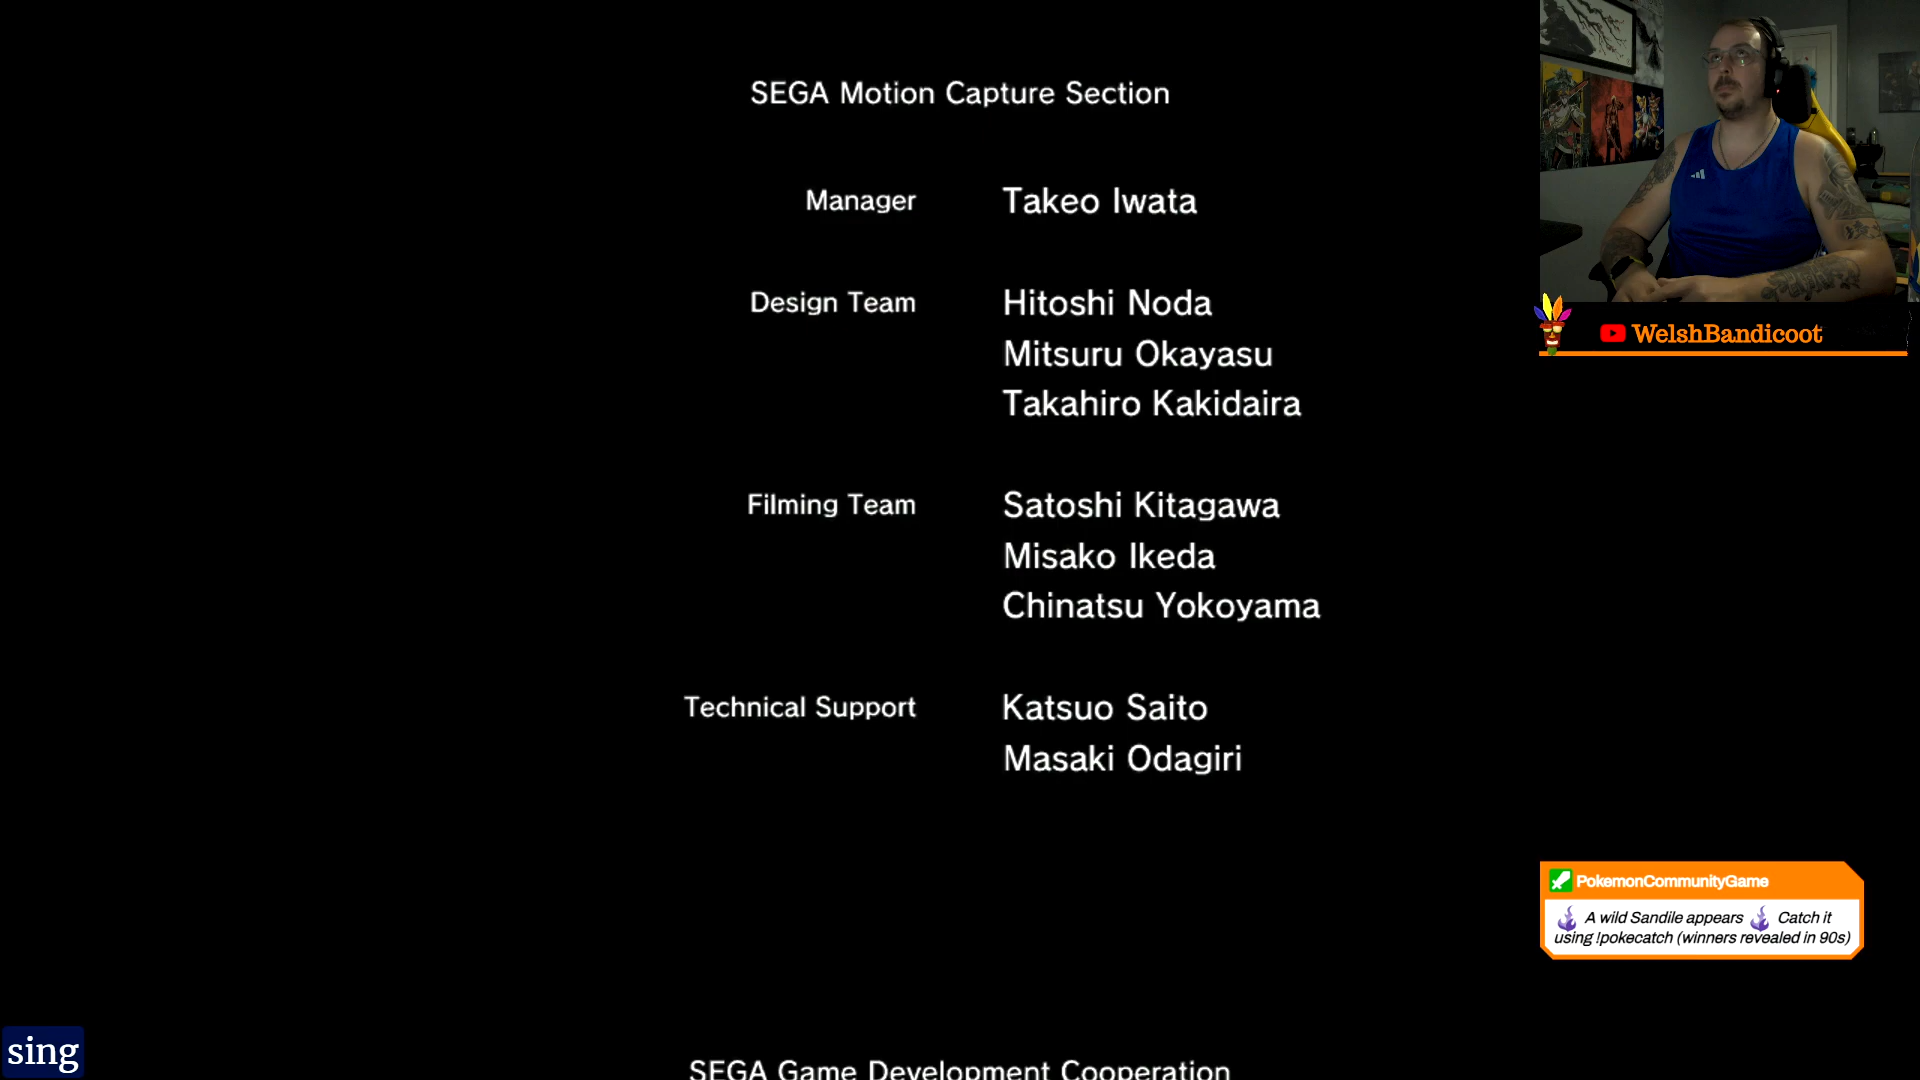 SEGA Motion Capture Section
Manager Takeo Iwata
Design Team Hitoshi Noda
Mitsuru Okayasu
Takahiro Kakidaira
Filming Team Satoshi Kitagawa
Misako Ikeda
Chinatsu Yokoyama
Technical Support Katsuo Saito
Masaki Odagiri
SEGA Game Development Cooperation
WelshBandicoot
PokemonCommunityGame
A wild Sandile appears Catch it
using !pokecatch (winners revealed in 90s)
sing